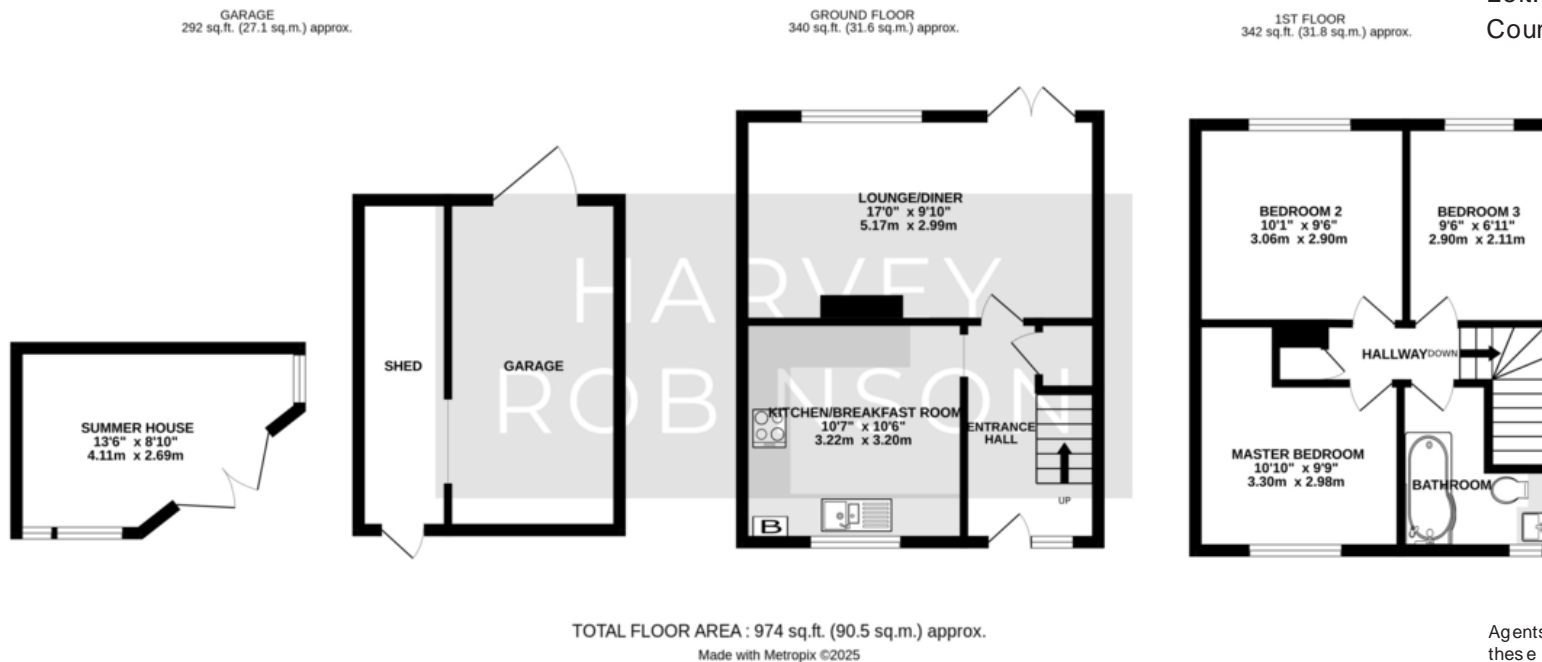 GARAGE
292 sq.ft. (27.1 sq.m.) approx.
GROUND FLOOR
340 sq.ft. (31.6 sq.m.) approx.
1ST FLOOR
342 sq.ft. (31.8 sq.m.) approx.
Cour
SUMMER HOUSE
13'6" x 8'10"
4.11m x 2.69m
SHED
GARAGE
LOUNGE/DINER
17'0" x 9'10"
5.17m x 2.99m
KITCHEN/BREAKFAST ROOM
10'7" x 10'6"
3.22m x 3.20m
B
ENTRANCE
HALL
UP
BEDROOM 2
10'1" x 9'6"
3.06m x 2.90m
BEDROOM 3
9'6" x 6'11"
2.90m x 2.11m
HALLWAY
DOWN
MASTER BEDROOM
10'10" x 9'9"
3.30m x 2.98m
BATHROOM
HARVEY
ROBINSON
TOTAL FLOOR AREA : 974 sq.ft. (90.5 sq.m.) approx.
Made with Metropix ©2025
Agents
these